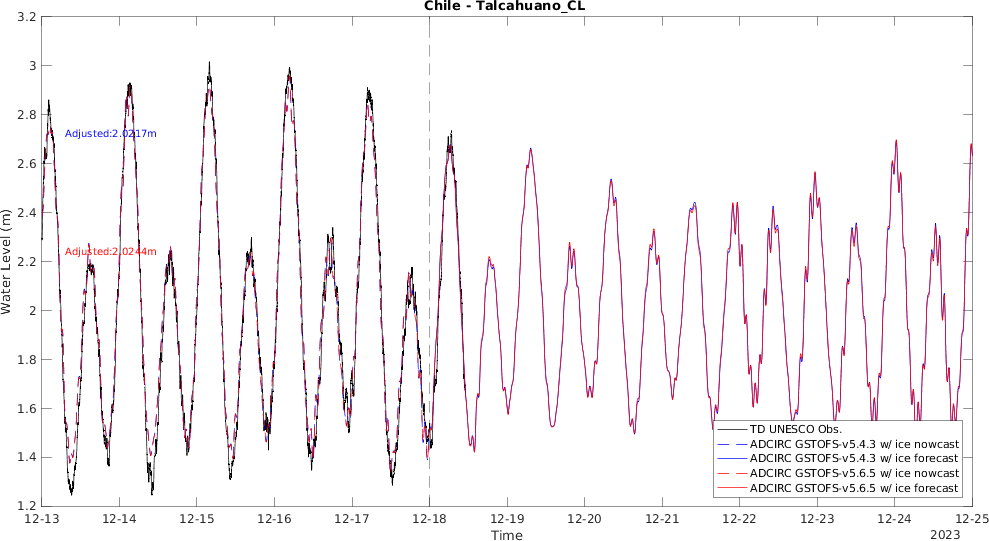 Chile - Talcahuano_CL
3.2
3
2.8
2.6
2.4
2.2
2
1.8
1.6
1.4
1.2
Water Level (m)
Adjusted:2.0217m
Adjusted:2.0244m
TD UNESCO Obs.
ADCIRC GSTOFS-v5.4.3 w/ ice nowcast
ADCIRC GSTOFS-v5.4.3 w/ ice forecast
ADCIRC GSTOFS-v5.6.5 w/ ice nowcast
ADCIRC GSTOFS-v5.6.5 w/ ice forecast
12-13 12-14 12-15 12-16 12-17 12-18 12-19 12-20 12-21 12-22 12-23 12-24 12-25
Time
2023